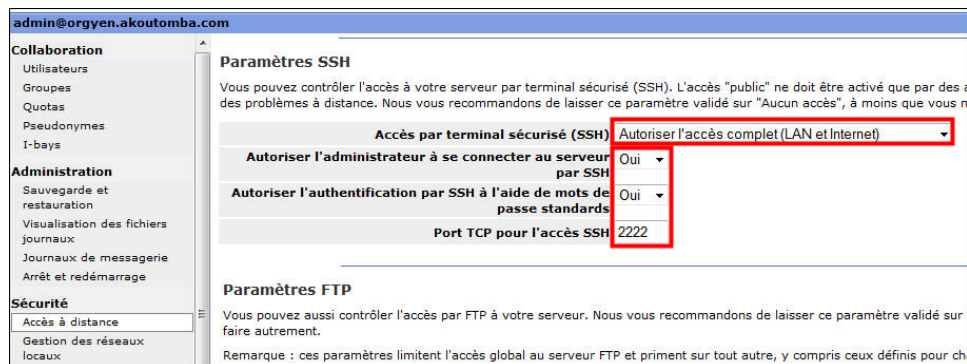 admin@orgyen.akoutomba.com
Collaboration
Utilisateurs
Groupes
Quotas
Pseudonymes
I-bays
Administration
Sauvegarde et
restauration
Visualisation des fichiers
journaux
Journaux de messagerie
Arrêt et redémarrage
Sécurité
Accès à distance
Gestion des réseaux
locaux
Paramètres SSH
Vous pouvez contrôler l'accès à votre serveur par terminal sécurisé (SSH). L'accès "public" ne doit être activé que par des
des problèmes à distance. Nous vous recommandons de laisser ce paramètre validé sur "Aucun accès", à moins que vous
Accès par terminal sécurisé (SSH) Autoriser l'accès complet (LAN et Internet)
Autoriser l'administrateur à se connecter au serveur
par SSH Oui
Autoriser l'authentification par SSH à l'aide de mots de
passe standards Oui
Port TCP pour l'accès SSH 2222
Paramètres FTP
Vous pouvez aussi contrôler l'accès par FTP à votre serveur. Nous vous recommandons de laisser ce paramètre validé sur
faire autrement.
Remarque : ces paramètres limitent l'accès global au serveur FTP et priment sur tout autre, y compris ceux définis pour